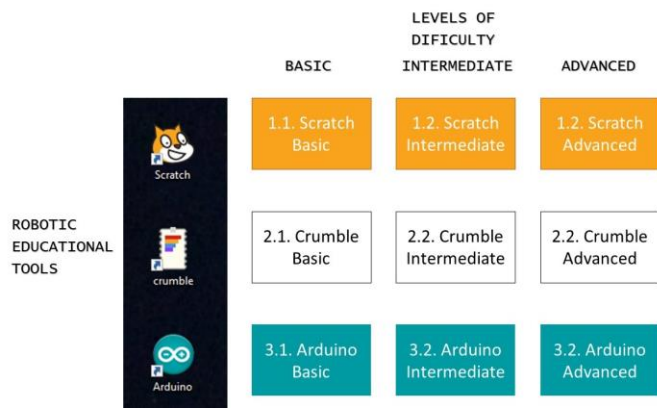 LEVELS OF
DIFICULTY
BASIC
INTERMEDIATE
ADVANCED
ROBOTIC
EDUCATIONAL
TOOLS
Scratch
1.1. Scratch
Basic
1.2. Scratch
Intermediate
1.2. Scratch
Advanced
crumble
2.1. Crumble
Basic
2.2. Crumble
Intermediate
2.2. Crumble
Advanced
Arduino
3.1. Arduino
Basic
3.2. Arduino
Intermediate
3.2. Arduino
Advanced